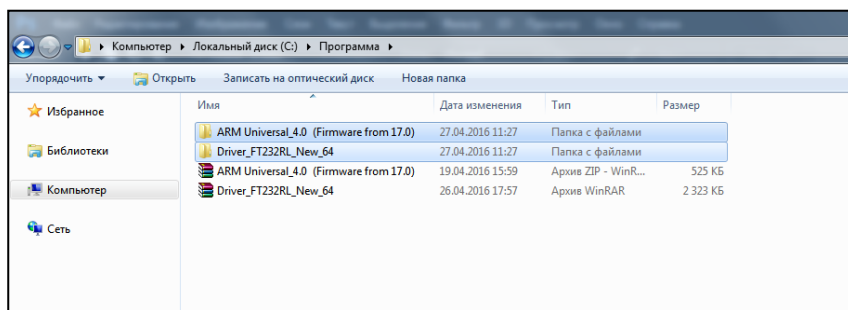 Компьютер Локальный диск (C:) Программа
Упорядочить Открыть Записать на оптический диск Новая папка
Избранное
Библиотеки
Компьютер
Сеть
Имя Дата изменения Тип Размер
ARM Universal_4.0 (Firmware from 17.0) 27.04.2016 11:27 Папка с файлами
Driver_FT232RL_New_64 27.04.2016 11:27 Папка с файлами
ARM Universal_4.0 (Firmware from 17.0) 19.04.2016 15:59 Архив ZIP - WinR... 525 КБ
Driver_FT232RL_New_64 26.04.2016 17:57 Архив WinRAR 2 323 КБ